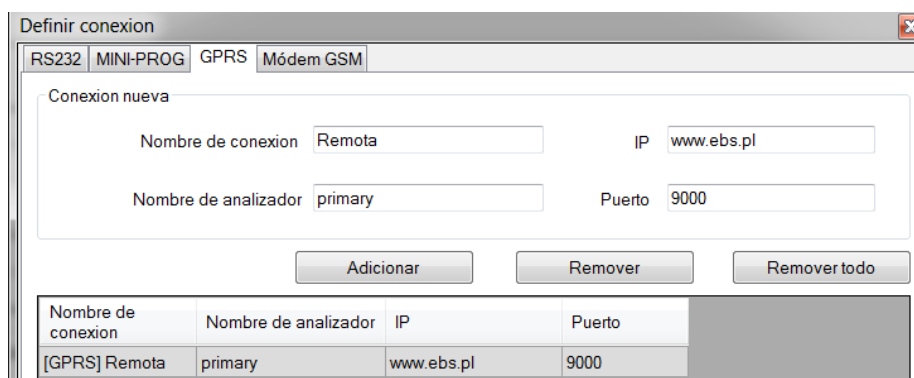 Definir conexion
RS232 MINI-PROG GPRS Módem GSM
Conexion nueva
Nombre de conexion Remota IP www.ebs.pl
Nombre de analizador primary Puerto 9000
Adicionar Remover Remover todo
Nombre de conexion Nombre de analizador IP Puerto
[GPRS] Remota primary www.ebs.pl 9000